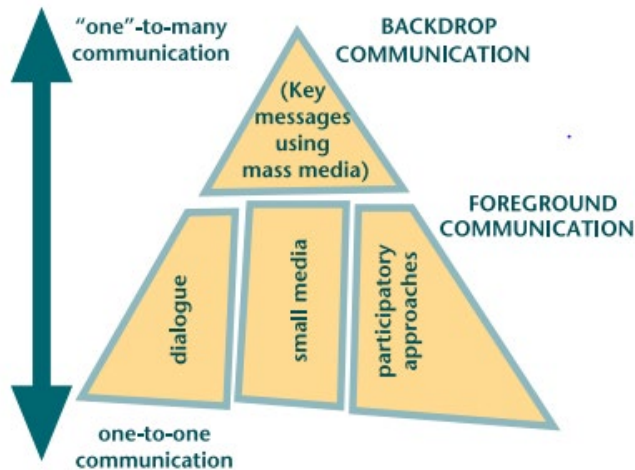 “one”-to-many
communication
BACKDROP
COMMUNICATION
(Key
messages
using
mass media)
FOREGROUND
COMMUNICATION
dialogue
small media
participatory
approaches
one-to-one
communication